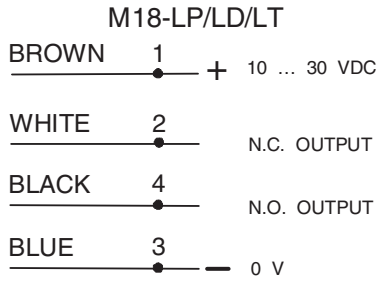 M18-LP/LD/LT
BROWN 1 + 10 ... 30 VDC
WHITE 2 N.C. OUTPUT
BLACK 4 N.O. OUTPUT
BLUE 3 − 0 V